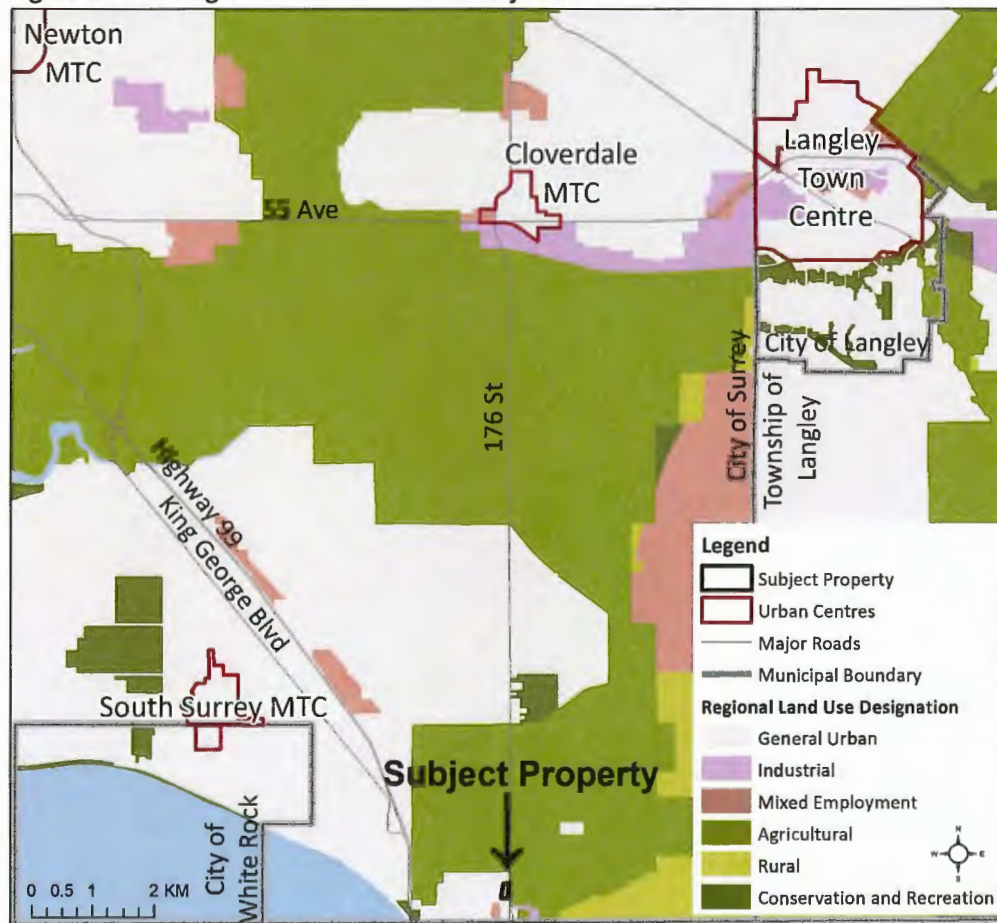 Newton
MTC
Cloverdale
MTC
Langley
Town
Centre
55 Ave
City of Langley
176 St
City of Surrey
Township of
Langley
Highway 99
King George Blvd
South Surrey MTC
Subject Property
City of
White Rock
0 0.5 1 2 KM
Legend
Subject Property
Urban Centres
Major Roads
Municipal Boundary
Regional Land Use Designation
General Urban
Industrial
Mixed Employment
Agricultural
Rural
Conservation and Recreation
N
W E
S